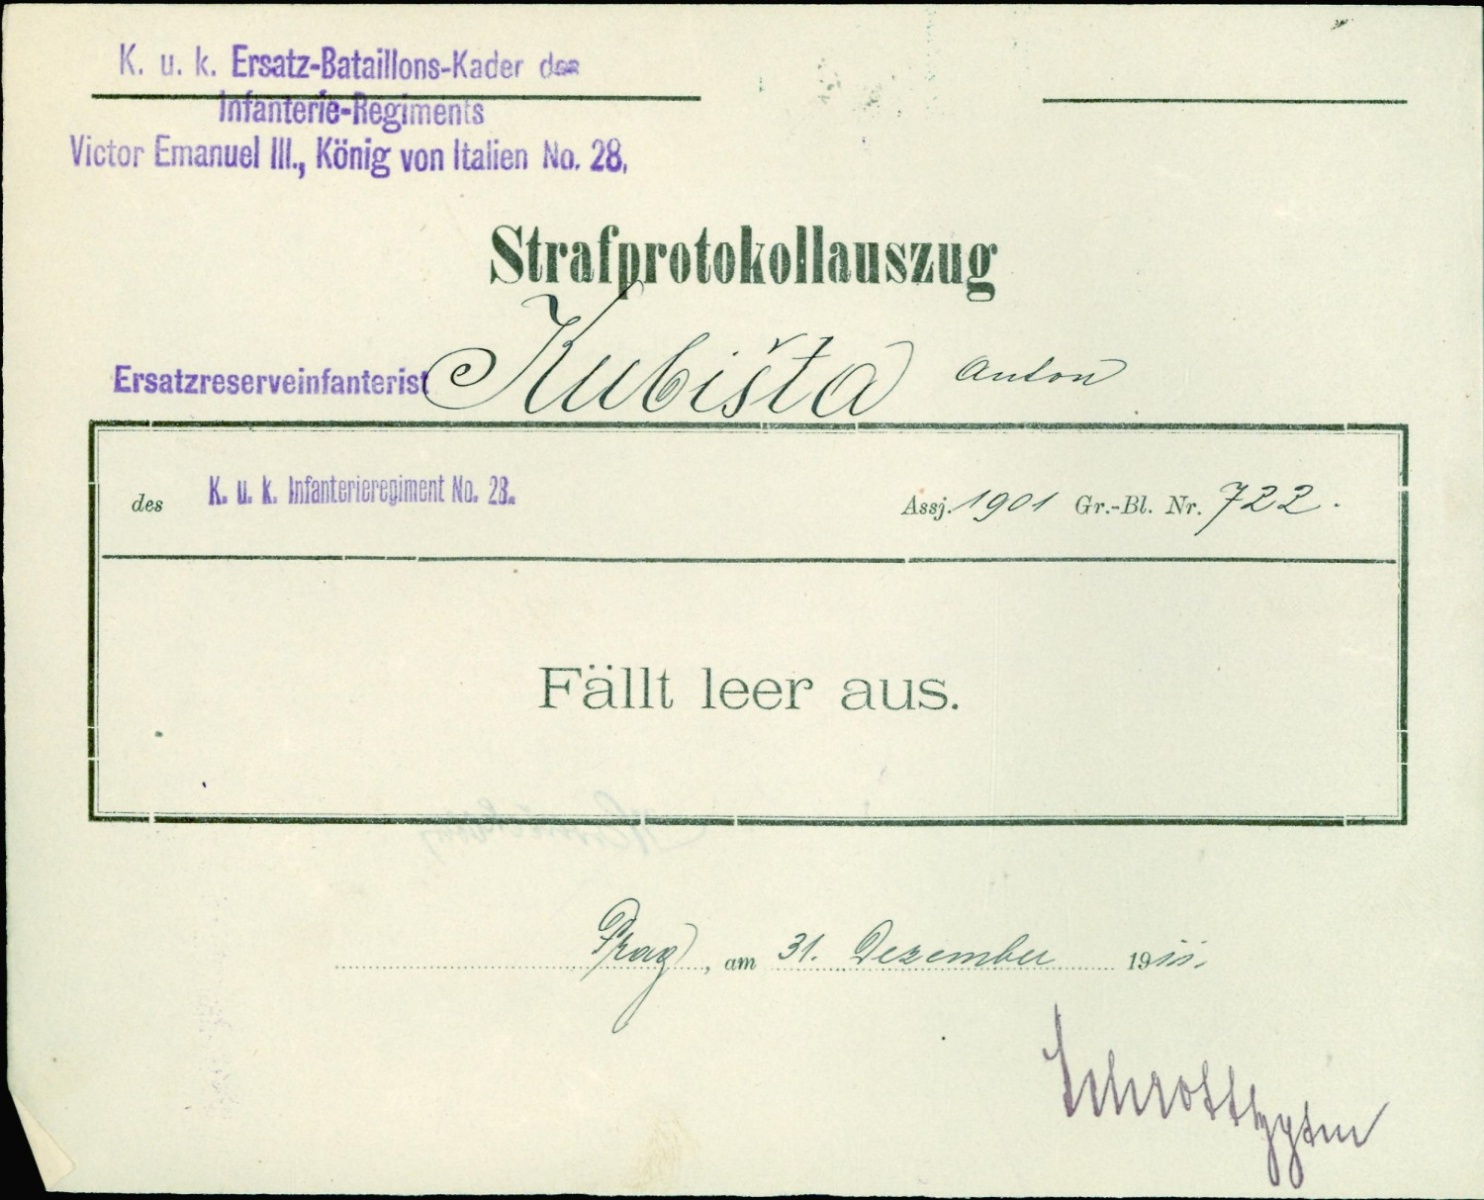 K. u. k. Ersatz-Bataillons-Kader des
Infanterie-Regiments
Victor Emanuel III., König von Italien No. 28.
Strafprotokollauszug
Ersatzreserveinfanterist Kubišta Anton
des K. u. k. Infanterieregiment No. 28. Assj. 1901 Gr.-Bl. Nr. 722.
Fällt leer aus.
Prag, am 31. Dezember 1911.